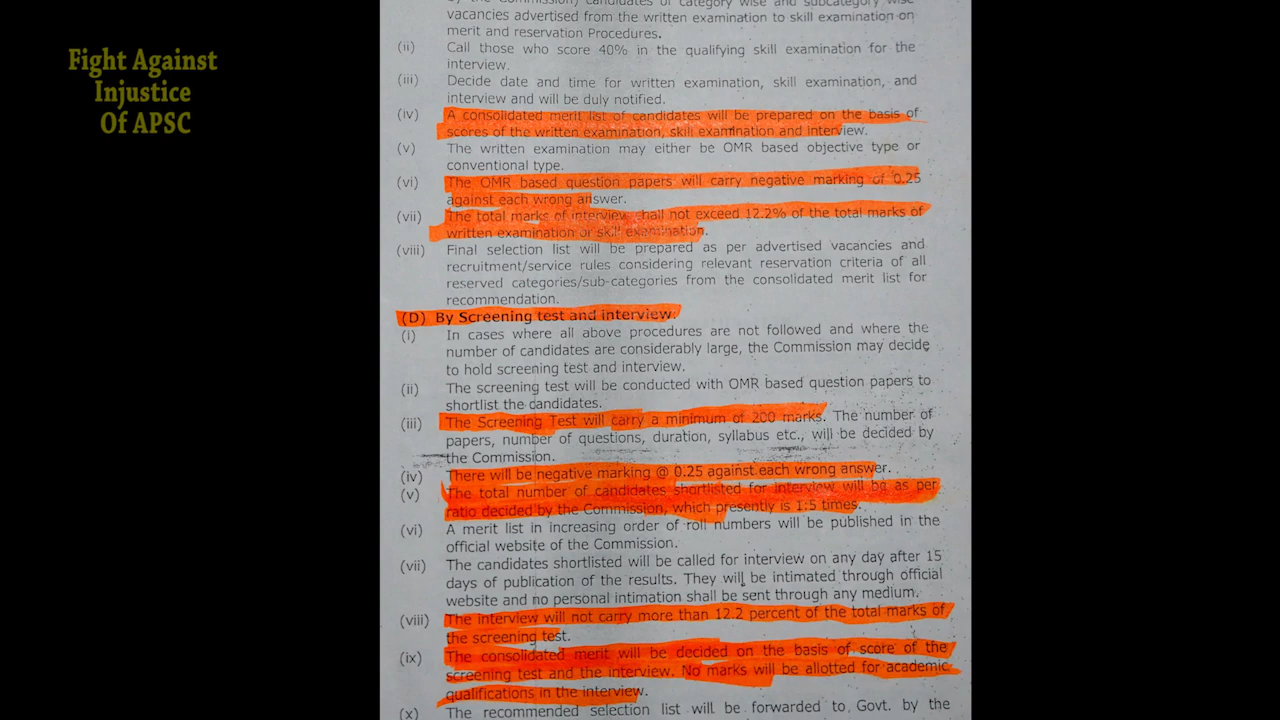 Fight Against
Injustice
Of APSC
by the Commission) candidates of category wise and subcategory wise
vacancies advertised from the written examination to skill examination on
merit and reservation Procedures.
(ii) Call those who score 40% in the qualifying skill examination for the
interview.
(iii) Decide date and time for written examination, skill examination, and
interview and will be duly notified.
(iv) A consolidated merit list of candidates will be prepared on the basis of
scores of the written examination, skill examination and interview.
(v) The written examination may either be OMR based objective type or
conventional type.
(vi) The OMR based question papers will carry negative marking of 0.25
against each wrong answer.
(vii) The total marks of interview shall not exceed 12.2% of the total marks of
written examination or skill examination.
(viii) Final selection list will be prepared as per advertised vacancies and
recruitment/service rules considering relevant reservation criteria of all
reserved categories/sub-categories from the consolidated merit list for
recommendation.
(D) By Screening test and interview.
(i) In cases where all above procedures are not followed and where the
number of candidates are considerably large, the Commission may decide
to hold screening test and interview.
(ii) The screening test will be conducted with OMR based question papers to
shortlist the candidates.
(iii) The Screening Test will carry a minimum of 200 marks. The number of
papers, number of questions, duration, syllabus etc., will be decided by
the Commission.
(iv) There will be negative marking @ 0.25 against each wrong answer.
(v) The total number of candidates shortlisted for interview will be as per
ratio decided by the Commission, which presently is 1:5 times.
(vi) A merit list in increasing order of roll numbers will be published in the
official website of the Commission.
(vii) The candidates shortlisted will be called for interview on any day after 15
days of publication of the results. They will be intimated through official
website and no personal intimation shall be sent through any medium.
(viii) The interview will not carry more than 12.2 percent of the total marks of
the screening test.
(ix) The consolidated merit will be decided on the basis of score of the
screening test and the interview. No marks will be allotted for academic
qualifications in the interview.
(x) The recommended selection list will be forwarded to Govt. by the